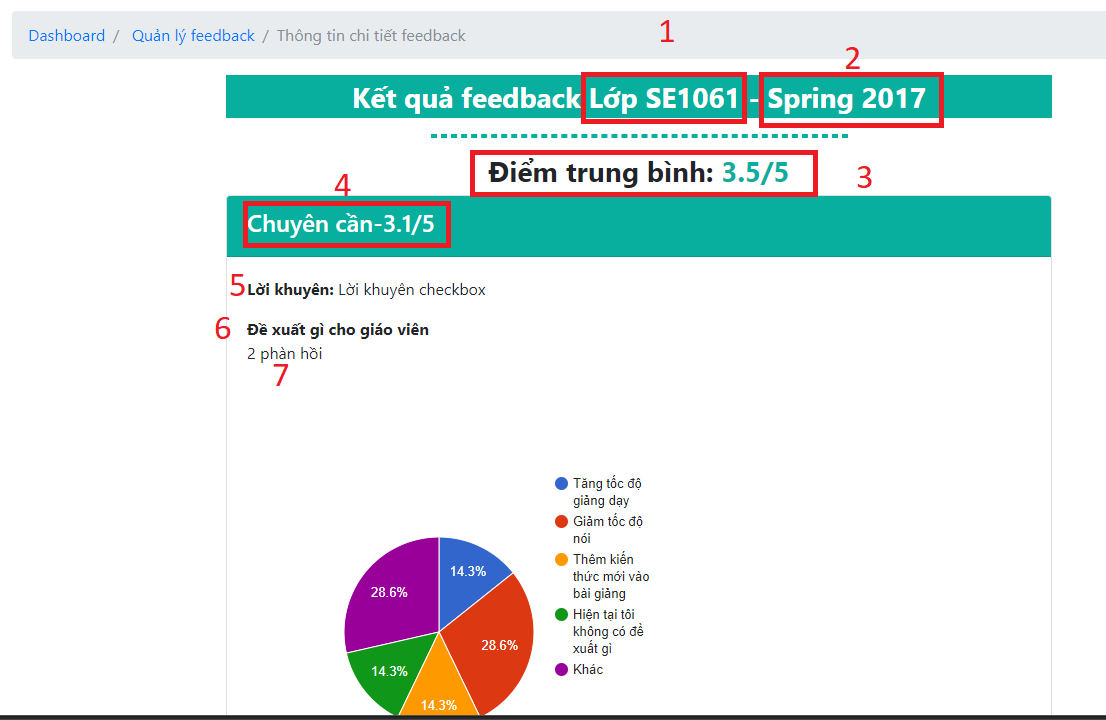 Dashboard / Quản lý feedback / Thông tin chi tiết feedback
1
2
Kết quả feedback Lớp SE1061 - Spring 2017
Điểm trung bình: 3.5/5
3
4
Chuyên cần-3.1/5
5 Lời khuyên: Lời khuyên checkbox
6 Đề xuất gì cho giáo viên
2 phản hồi
7
Tăng tốc độ
giảng dạy
Giảm tốc độ
nói
Thêm kiến
thức mới vào
bài giảng
Hiện tại tôi
không có đề
xuất gì
Khác
14.3%
28.6%
28.6%
14.3%
14.3%